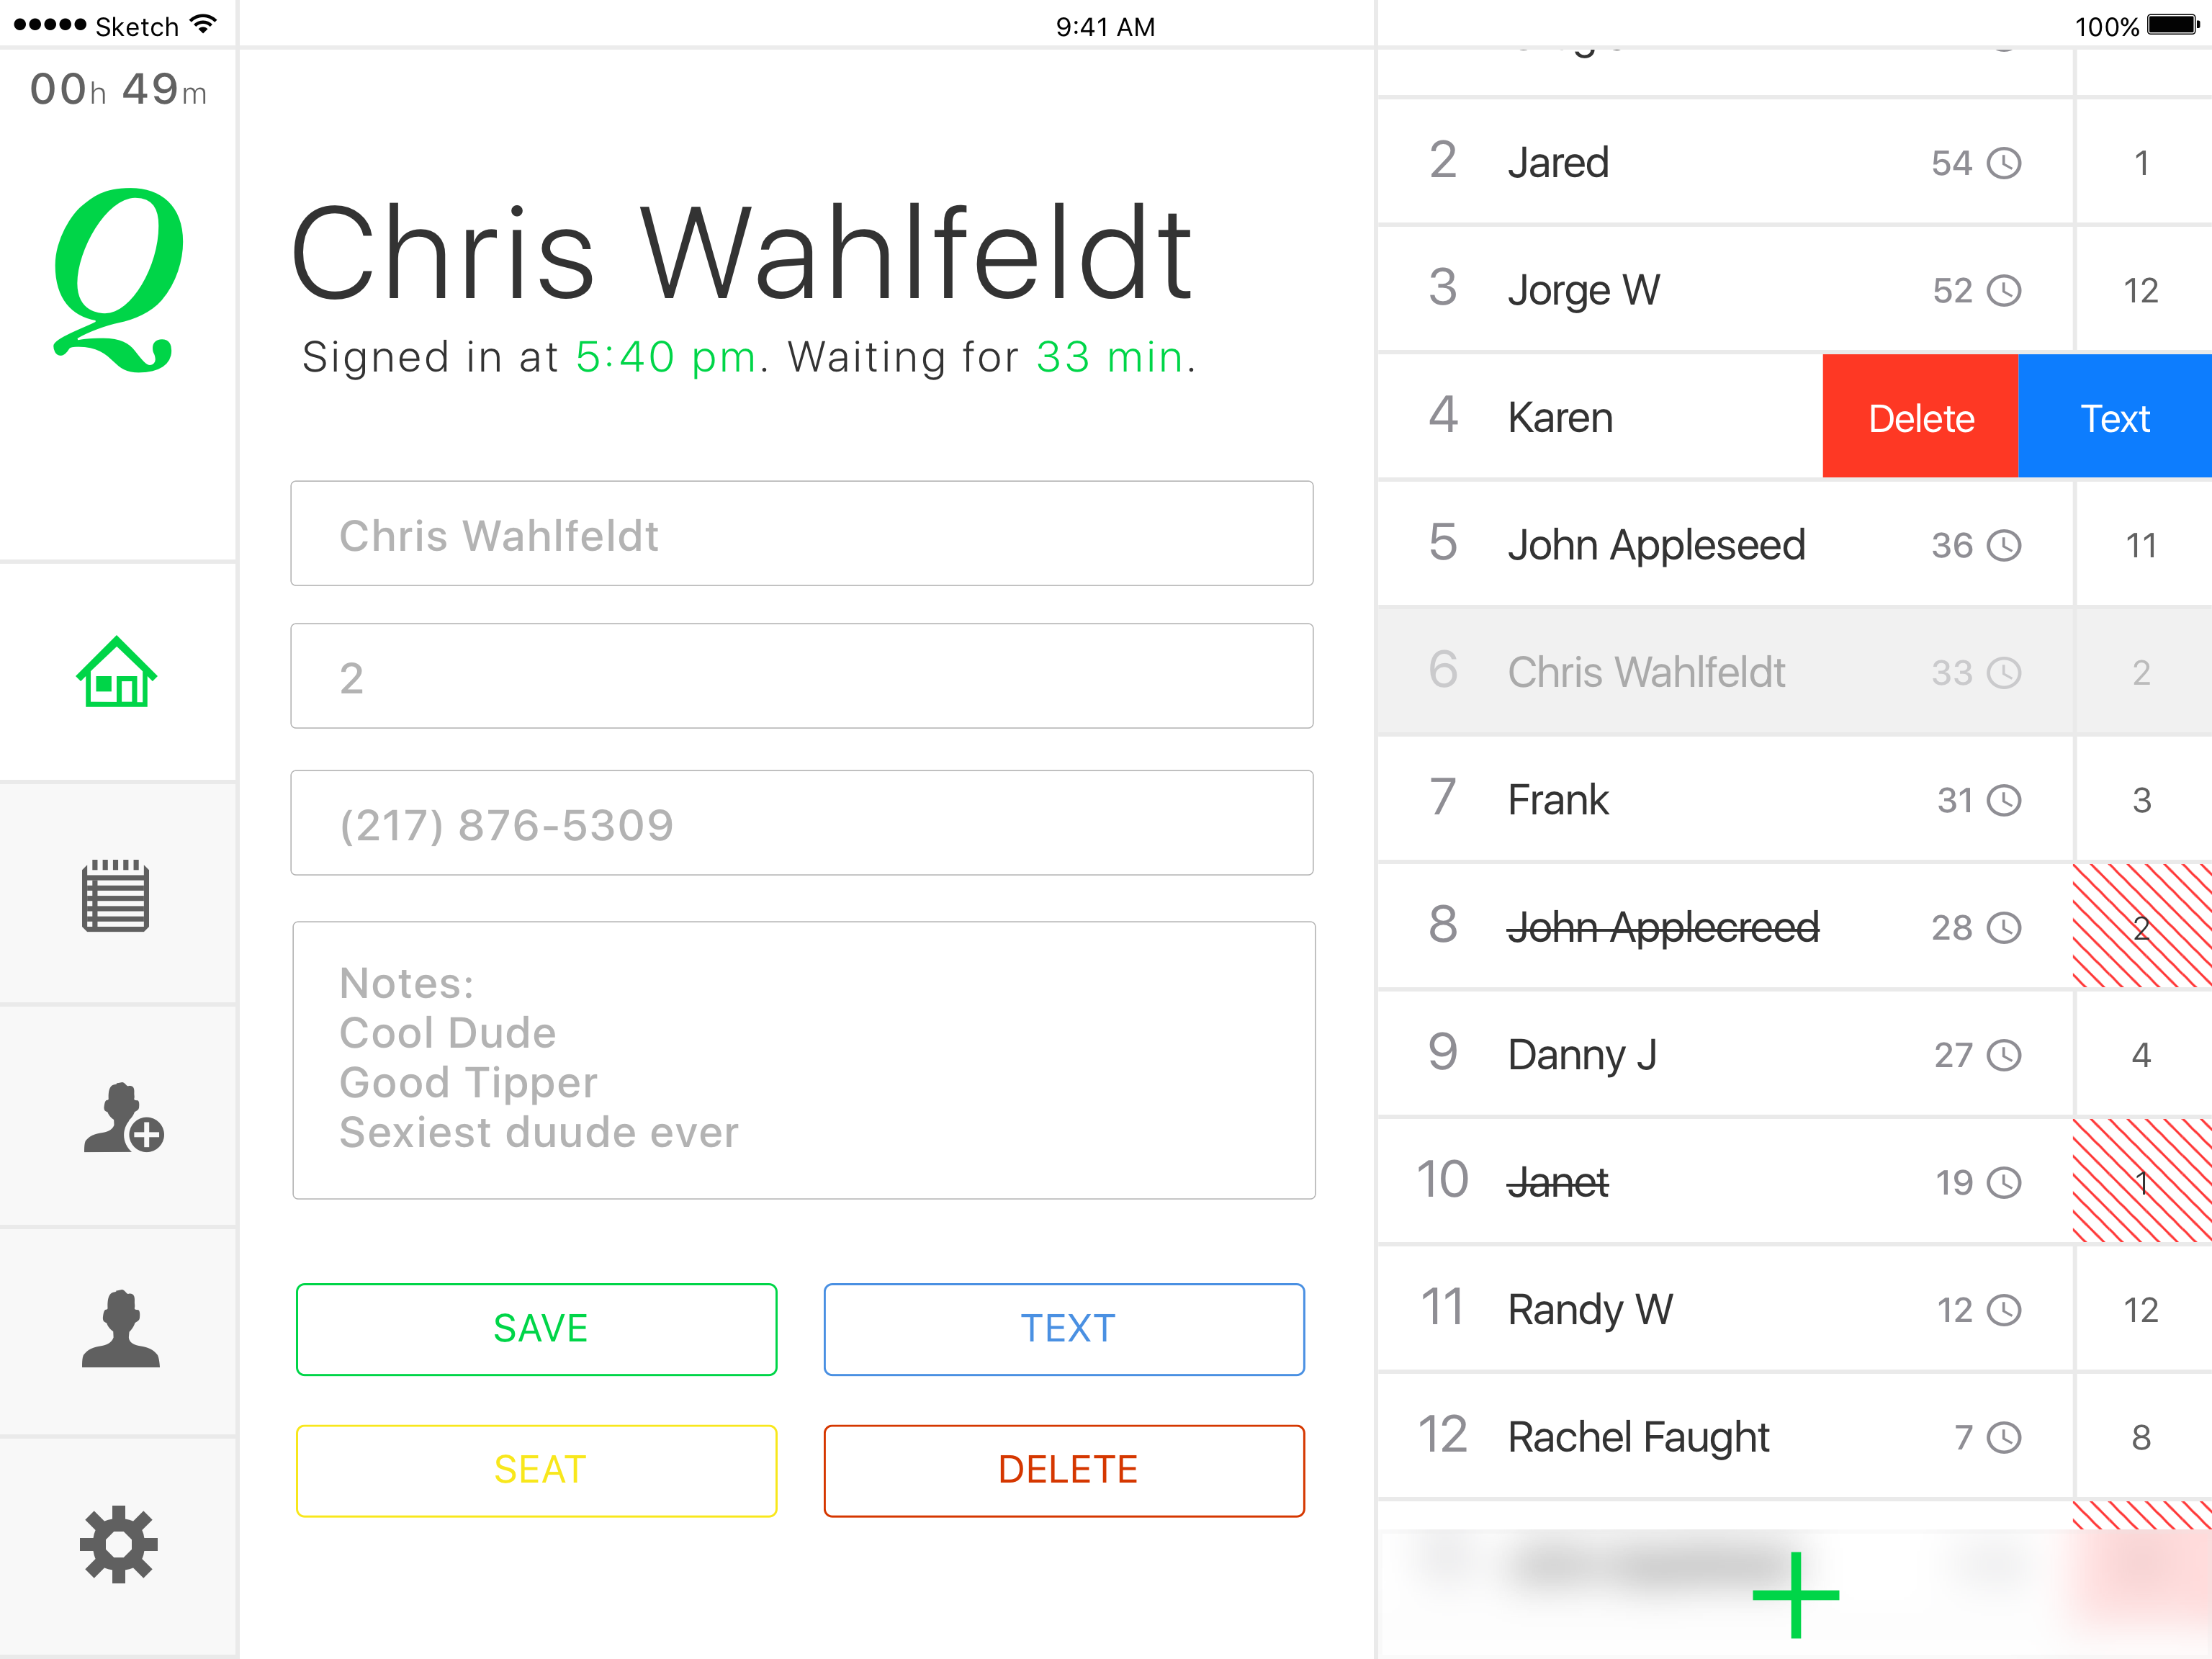 Sketch
9:41 AM
100%
00h 49m
Q
Chris Wahlfeldt
Signed in at 5:40 pm. Waiting for 33 min.
Chris Wahlfeldt
2
(217) 876-5309
Notes:
Cool Dude
Good Tipper
Sexiest duude ever
SAVE
TEXT
SEAT
DELETE
2 Jared 54 1
3 Jorge W 52 12
4 Karen Delete Text
5 John Appleseed 36 11
6 Chris Wahlfeldt 33 2
7 Frank 31 3
8 John Applecreed 28 2
9 Danny J 27 4
10 Janet 19 1
11 Randy W 12 12
12 Rachel Faught 7 8